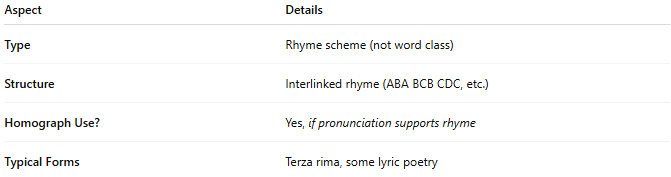 Aspect Details
Type Rhyme scheme (not word class)
Structure Interlinked rhyme (ABA BCB CDC, etc.)
Homograph Use? Yes, if pronunciation supports rhyme
Typical Forms Terza rima, some lyric poetry